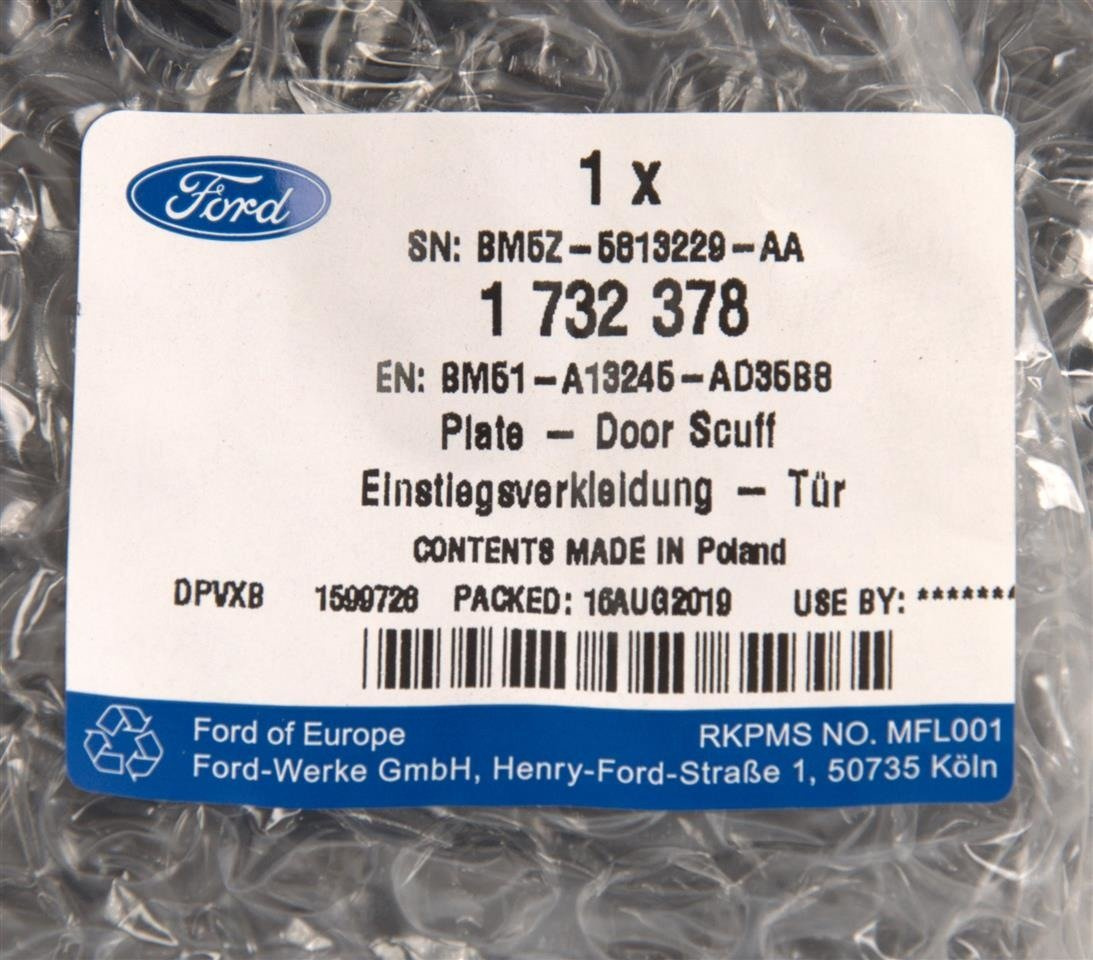 Ford
1 x
SN: BM5Z-5813229-AA
1 732 378
EN: BM51-A13245-AD35B8
Plate - Door Scuff
Einstiegsverkleidung - Tür
CONTENTS MADE IN Poland
DPVXB 1599726 PACKED: 16AUG2019 USE BY: *******
Ford of Europe RKPMS NO. MFL001
Ford-Werke GmbH, Henry-Ford-Straße 1, 50735 Köln